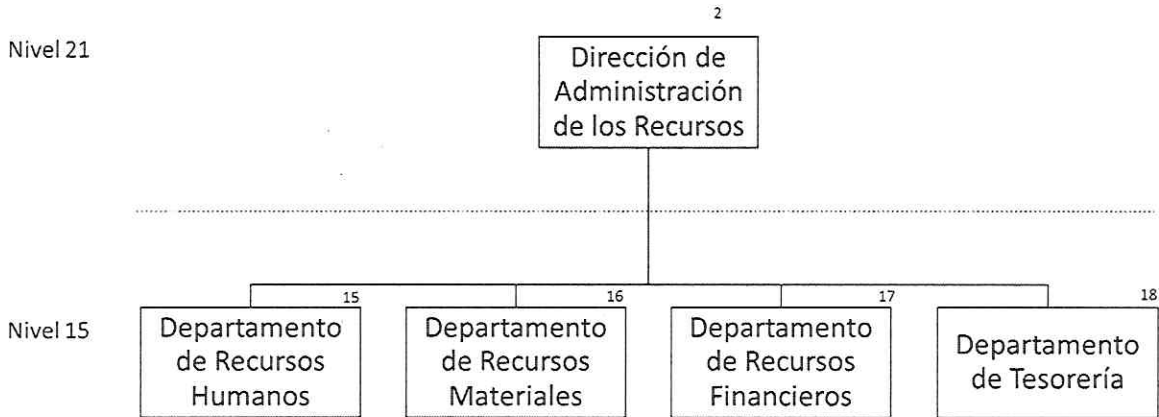 2
Nivel 21
Dirección de
Administración
de los Recursos
15
16
17
18
Nivel 15
Departamento
de Recursos
Humanos
Departamento
de Recursos
Materiales
Departamento
de Recursos
Financieros
Departamento
de Tesorería